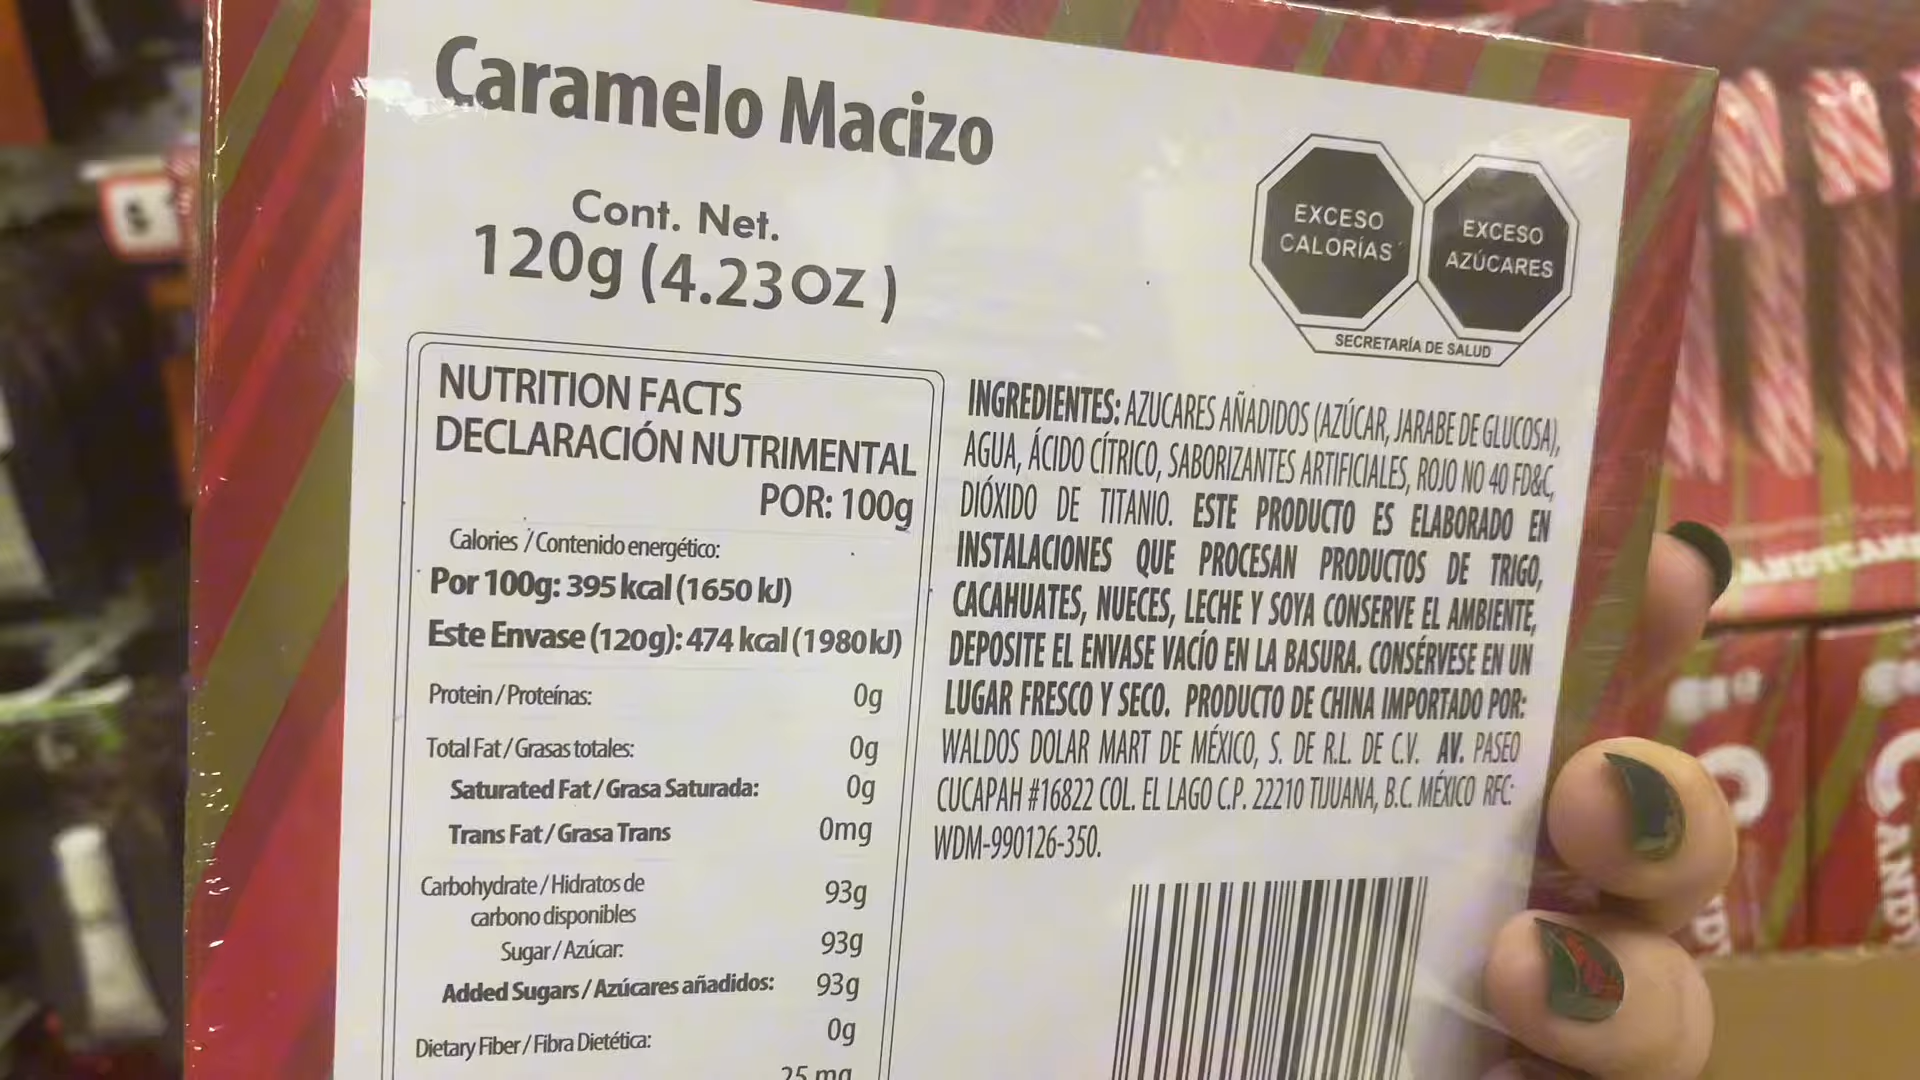 Caramelo Macizo
Cont. Net.
120g (4.23OZ)
EXCESO
CALORÍAS
EXCESO
AZÚCARES
SECRETARÍA DE SALUD
NUTRITION FACTS
DECLARACIÓN NUTRIMENTAL
POR: 100g
Calories / Contenido energético:
Por 100g: 395 kcal (1650 kJ)
Este Envase (120g): 474 kcal (1980 kJ)
Protein / Proteínas: 0g
Total Fat / Grasas totales: 0g
Saturated Fat / Grasa Saturada: 0g
Trans Fat / Grasa Trans 0mg
Carbohydrate / Hidratos de 93g
carbono disponibles
Sugar / Azúcar: 93g
Added Sugars / Azúcares añadidos: 93g
Dietary Fiber / Fibra Dietética: 0g
25 mg
INGREDIENTES: AZUCARES AÑADIDOS (AZÚCAR, JARABE DE GLUCOSA),
AGUA, ÁCIDO CÍTRICO, SABORIZANTES ARTIFICIALES, ROJO NO 40 FD&C,
DIÓXIDO DE TITANIO. ESTE PRODUCTO ES ELABORADO EN
INSTALACIONES QUE PROCESAN PRODUCTOS DE TRIGO,
CACAHUATES, NUECES, LECHE Y SOYA CONSERVE EL AMBIENTE,
DEPOSITE EL ENVASE VACÍO EN LA BASURA. CONSÉRVESE EN UN
LUGAR FRESCO Y SECO. PRODUCTO DE CHINA IMPORTADO POR:
WALDOS DOLAR MART DE MÉXICO, S. DE R.L. DE C.V. AV. PASEO
CUCAPAH #16822 COL. EL LAGO C.P. 22210 TIJUANA, B.C. MÉXICO RFC:
WDM-990126-350.